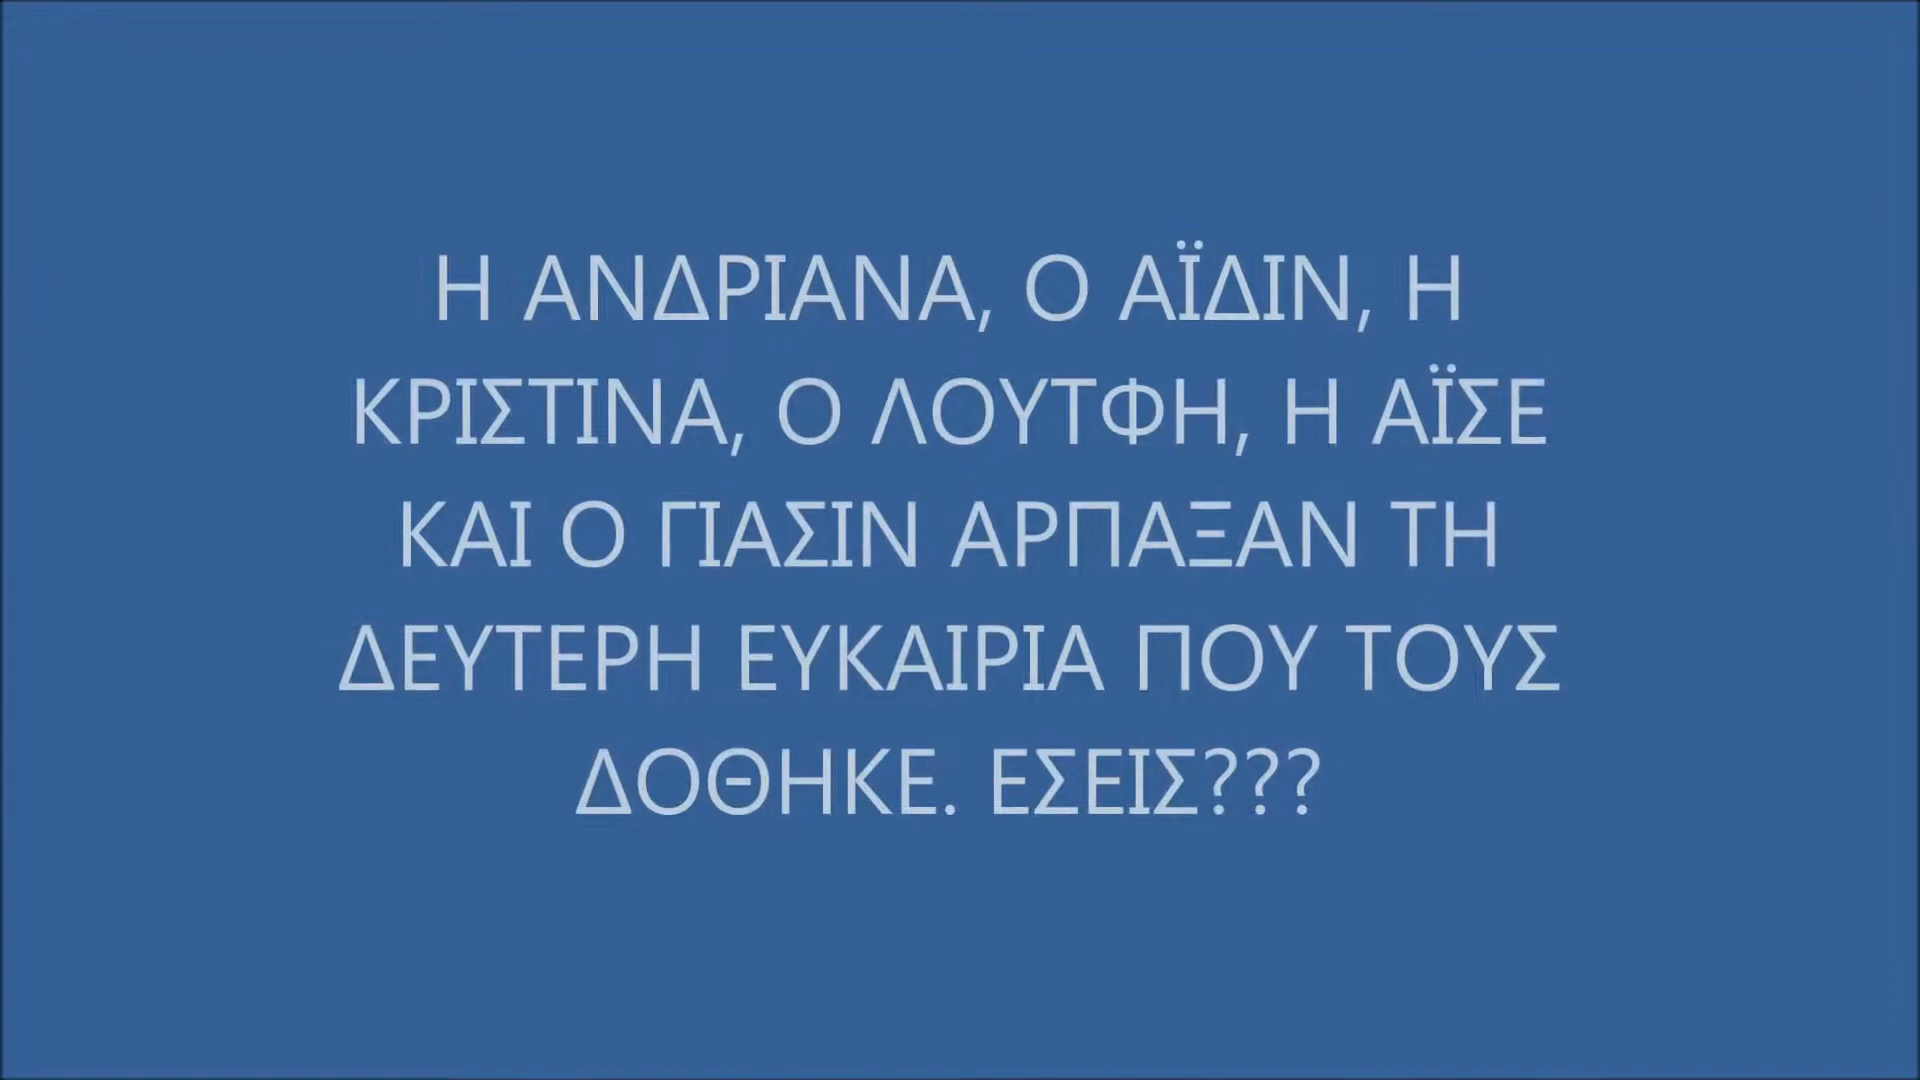 Η ΑΝΔΡΙΑΝΑ, Ο ΑΪΔΙΝ, Η
ΚΡΙΣΤΙΝΑ, Ο ΛΟΥΤΦΗ, Η ΑΪΣΕ
ΚΑΙ Ο ΓΙΑΣΙΝ ΑΡΠΑΞΑΝ ΤΗ
ΔΕΥΤΕΡΗ ΕΥΚΑΙΡΙΑ ΠΟΥ ΤΟΥΣ
ΔΟΘΗΚΕ. ΕΣΕΙΣ???